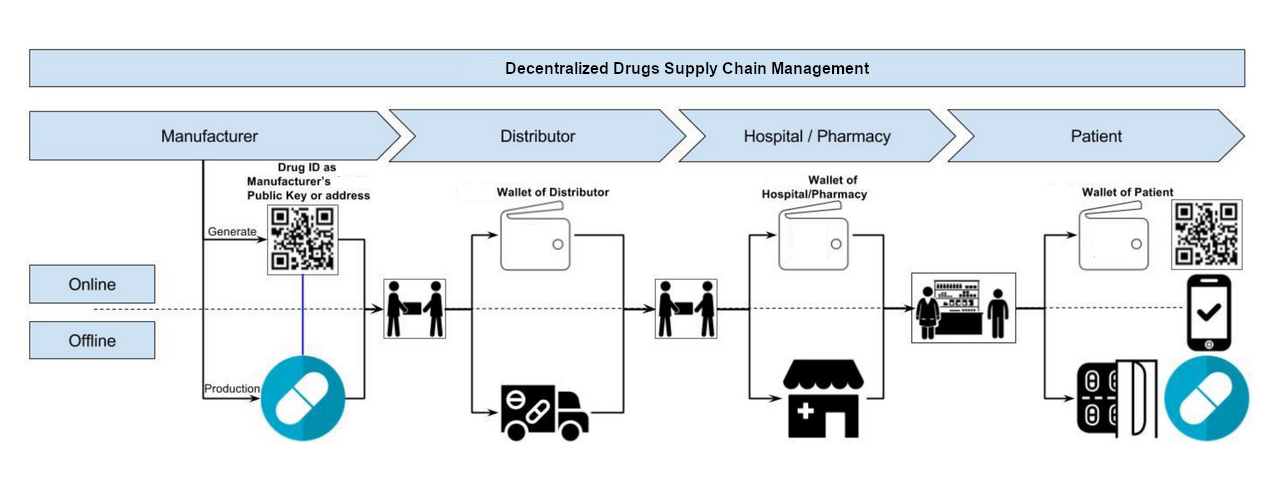 Decentralized Drugs Supply Chain Management
Manufacturer
Distributor
Hospital / Pharmacy
Patient
Drug ID as
Manufacturer's
Public Key or address
Wallet of Distributor
Wallet of
Hospital/Pharmacy
Wallet of Patient
Generate
Online
Offline
Production